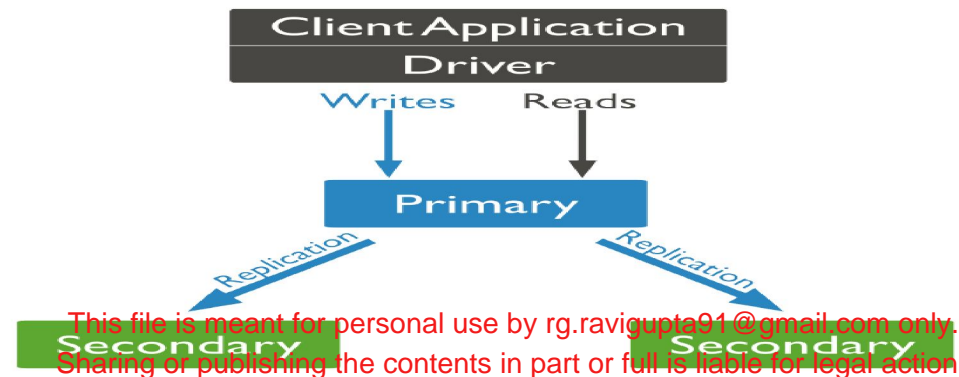 Client Application
Driver
Writes Reads
Primary
Replication Replication
This file is meant for personal use by rg.ravigupta91@gmail.com only.
Secondary Secondary
Sharing or publishing the contents in part or full is liable for legal action